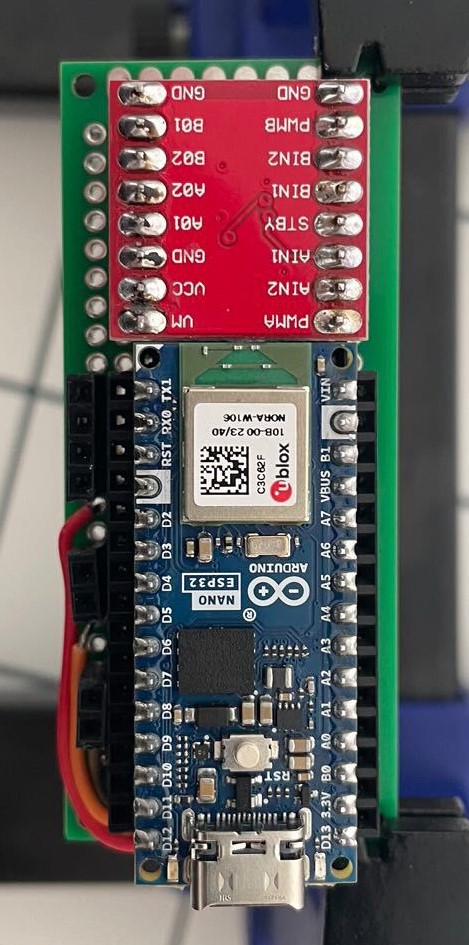 GND
B01
B02
A02
A01
GND
VCC
VM
GND
PWMB
BIN2
BIN1
STBY
AIN1
AIN2
PWMA
TX1
RX0
RST
D2
D3
D4
D5
D6
D7
D8
D9
D10
D11
D12
VIN
B1
VBUS
A7
A6
A5
A4
A3
A2
A1
A0
B0
3.3V
D13
NORA-W106
10B-00 23/40
C3C62F
ublox
ARDUINO
®
NANO
ESP32
RST